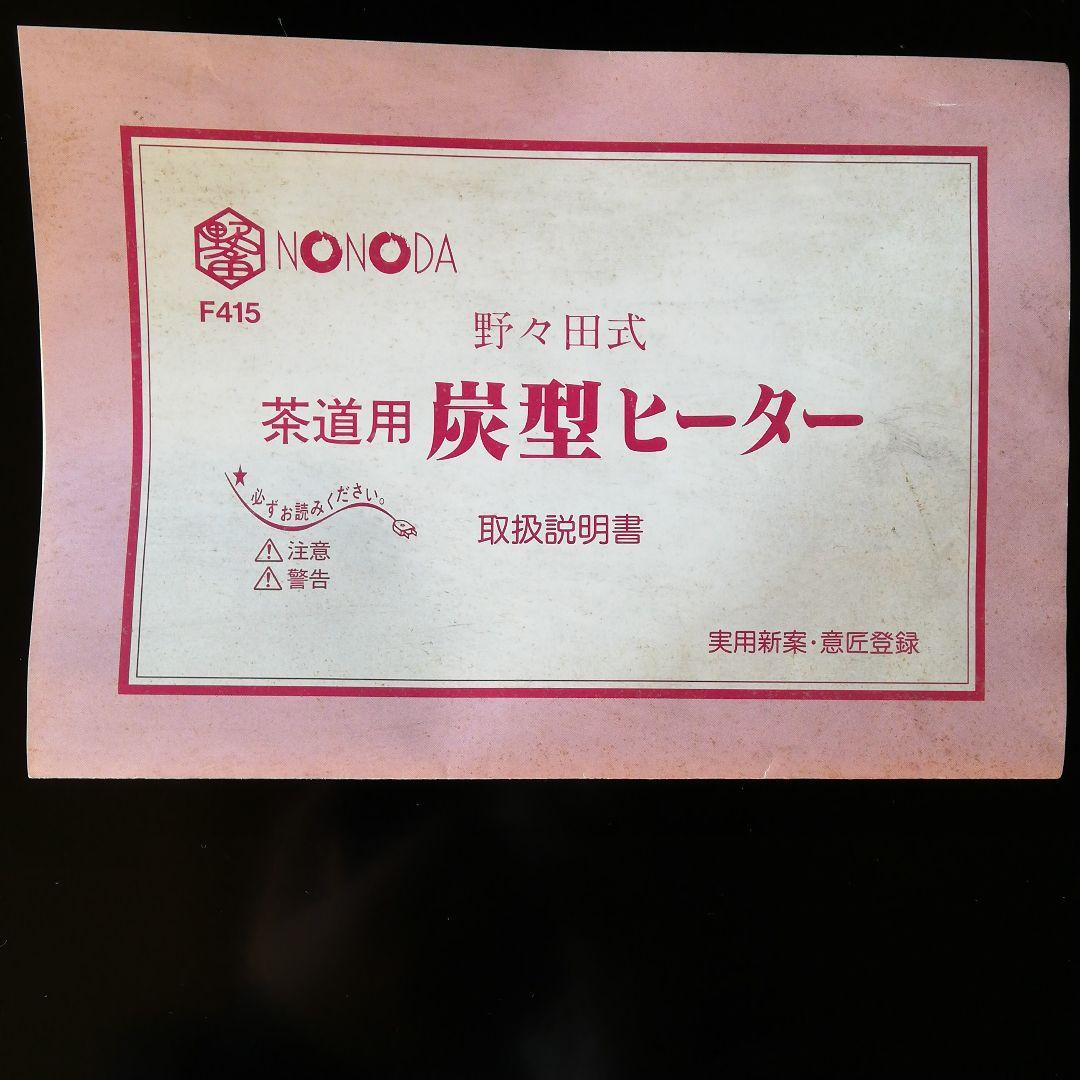 NONODA
F415
野々田式
茶道用 炭型ヒーター
★必ずお読みください。
注意
警告
取扱説明書
実用新案・意匠登録